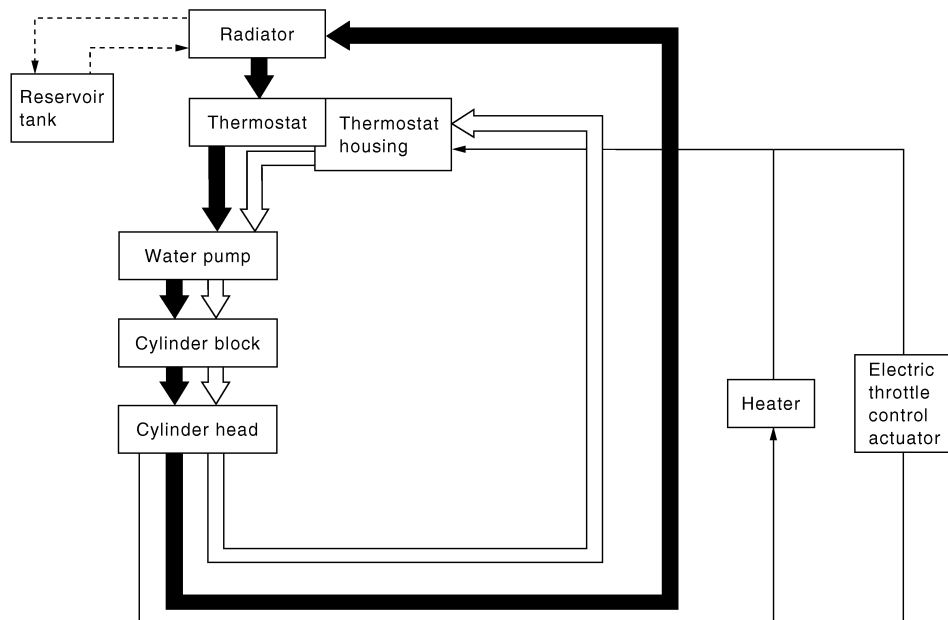 Radiator
Reservoir
tank
Thermostat
Thermostat
housing
Water pump
Cylinder block
Cylinder head
Heater
Electric
throttle
control
actuator